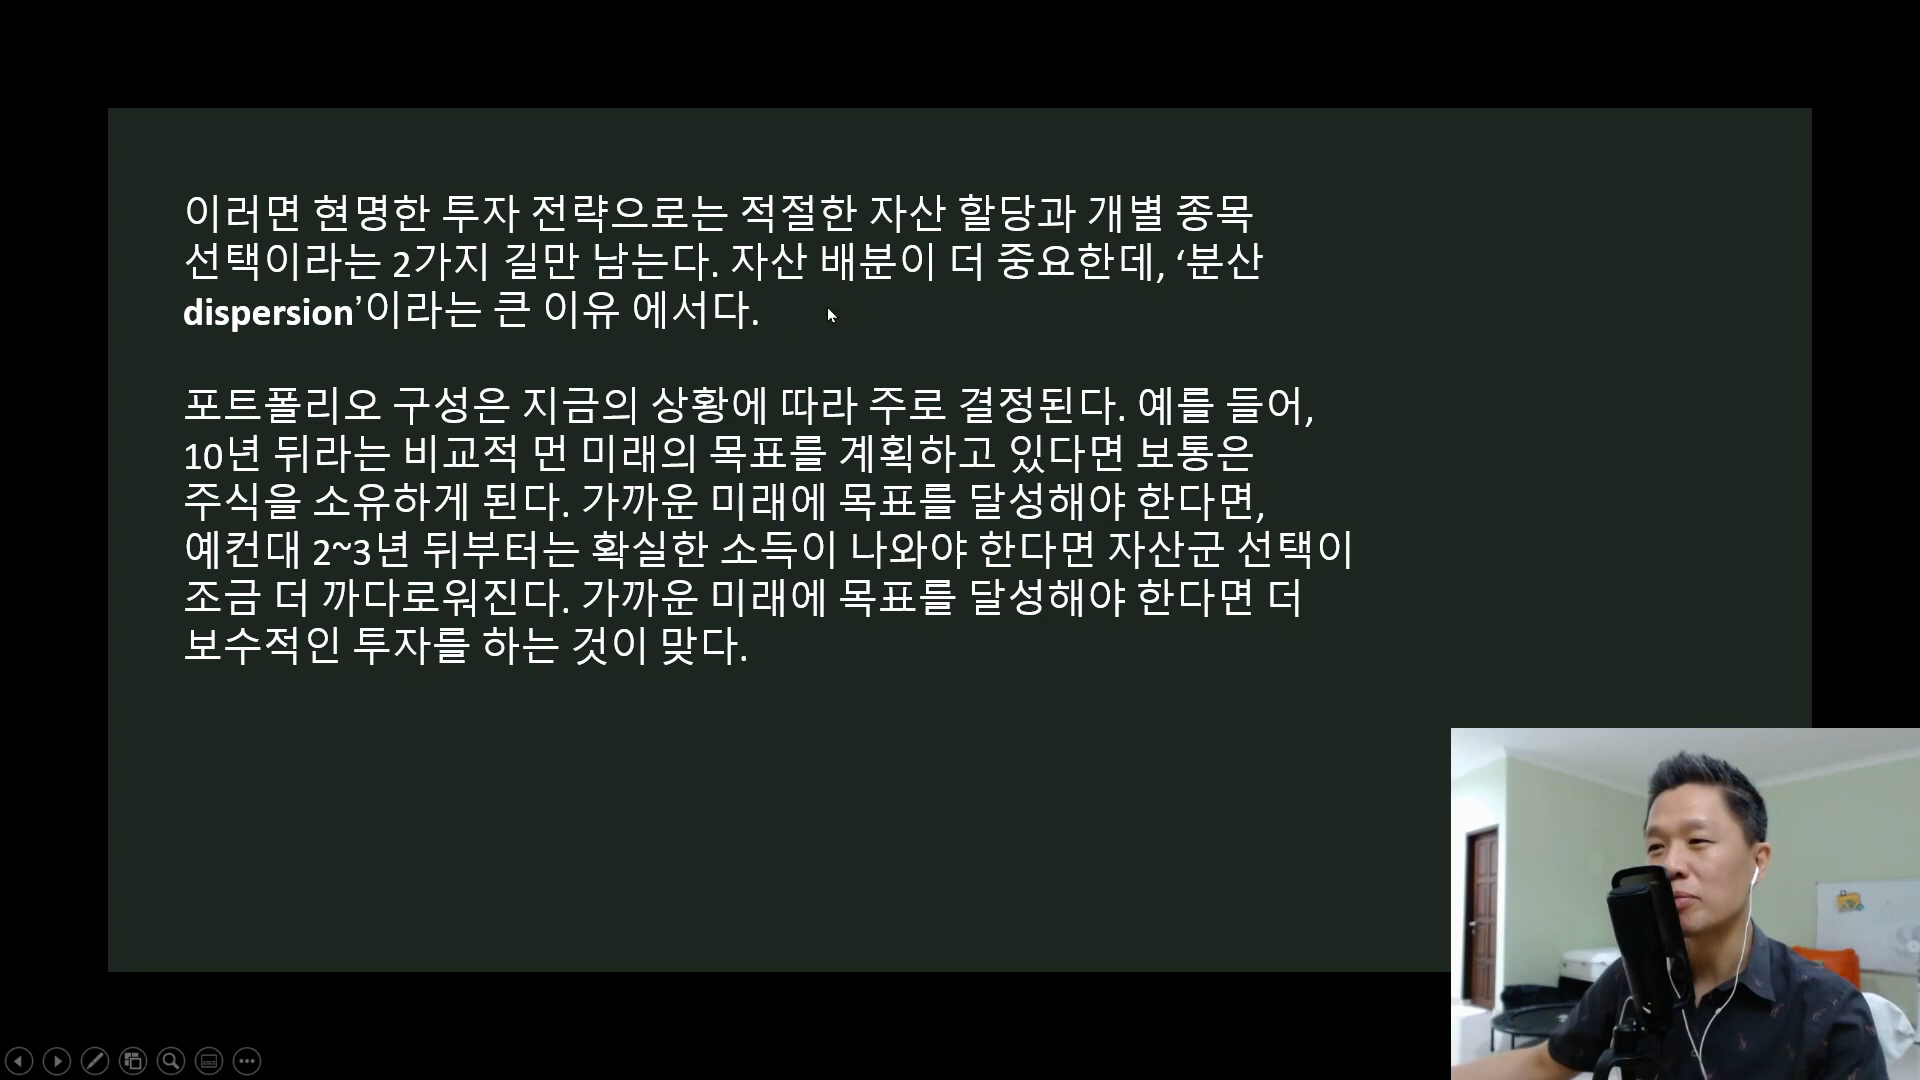 이러면 현명한 투자 전략으로는 적절한 자산 할당과 개별 종목
선택이라는 2가지 길만 남는다. 자산 배분이 더 중요한데, ‘분산
dispersion’이라는 큰 이유 에서다.
포트폴리오 구성은 지금의 상황에 따라 주로 결정된다. 예를 들어,
10년 뒤라는 비교적 먼 미래의 목표를 계획하고 있다면 보통은
주식을 소유하게 된다. 가까운 미래에 목표를 달성해야 한다면,
예컨대 2~3년 뒤부터는 확실한 소득이 나와야 한다면 자산군 선택이
조금 더 까다로워진다. 가까운 미래에 목표를 달성해야 한다면 더
보수적인 투자를 하는 것이 맞다.